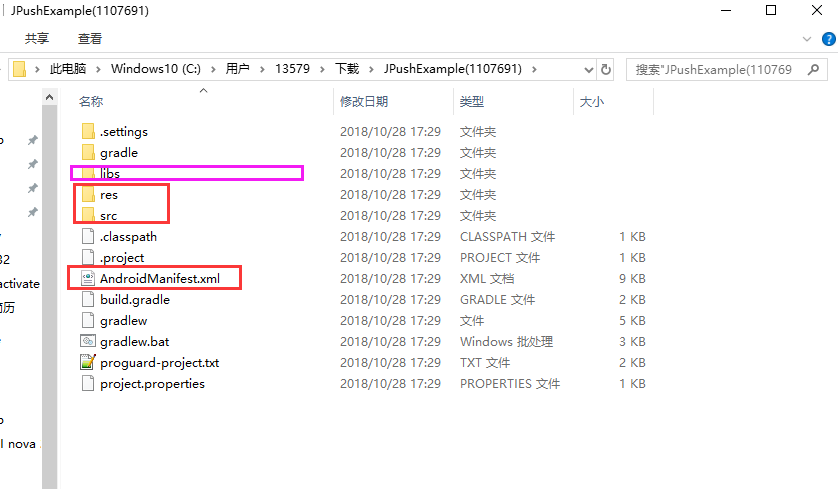 JPushExample(1107691)
共享 查看
此电脑 Windows10 (C:) 用户 13579 下载 JPushExample(1107691) 搜索"JPushExample(110769
名称 修改日期 类型 大小
.settings 2018/10/28 17:29 文件夹
gradle 2018/10/28 17:29 文件夹
libs 2018/10/28 17:29 文件夹
res 2018/10/28 17:29 文件夹
src 2018/10/28 17:29 文件夹
.classpath 2018/10/28 17:29 CLASSPATH 文件 1 KB
.project 2018/10/28 17:29 PROJECT 文件 1 KB
32
AndroidManifest.xml 2018/10/28 17:29 XML 文档 9 KB
activate
build.gradle 2018/10/28 17:29 GRADLE 文件 2 KB
简历
gradlew 2018/10/28 17:29 文件 5 KB
gradlew.bat 2018/10/28 17:29 Windows 批处理 3 KB
proguard-project.txt 2018/10/28 17:29 TXT 文件 2 KB
project.properties 2018/10/28 17:29 PROPERTIES 文件 1 KB
nova